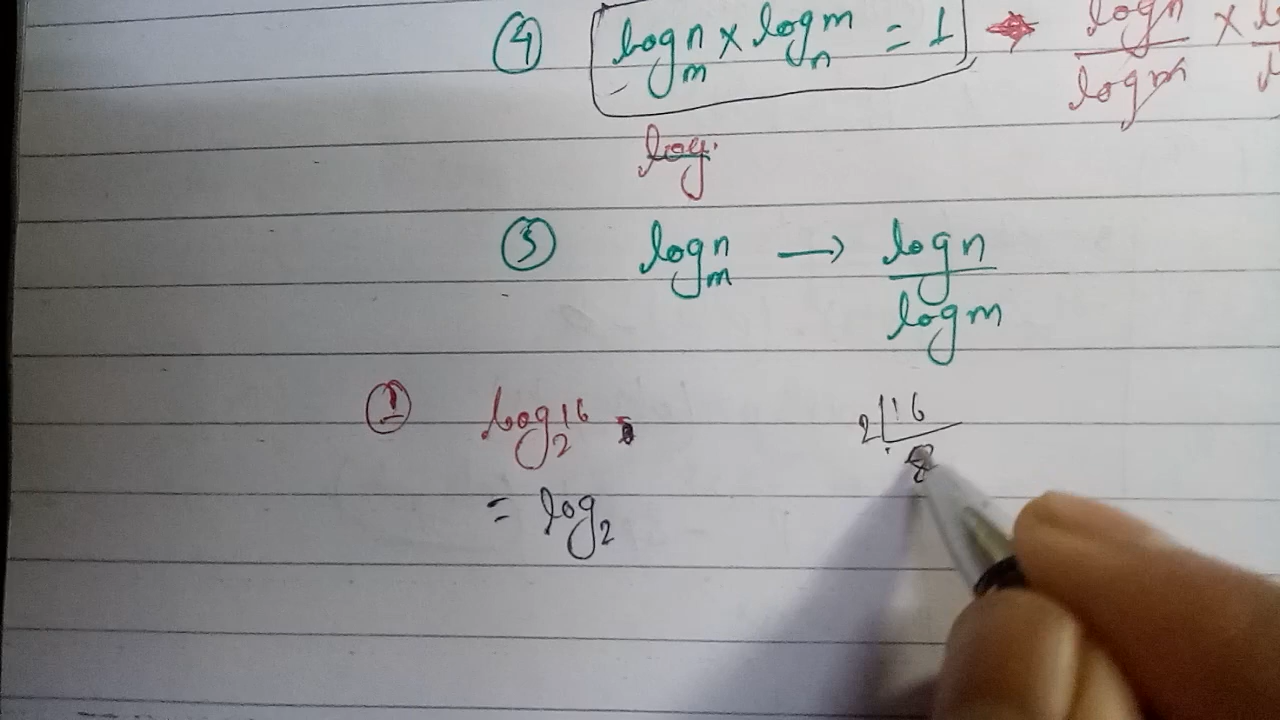 ④ log_m n × log_n m = 1 → log n / log m ×
log
⑤ log_m n → log n / log m
① log_2 16
2 | 16
8
= log_2